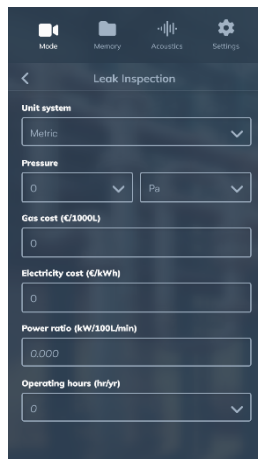 Mode Memory Acoustics Settings
Leak Inspection
Unit system
Metric
Pressure
0 Pa
Gas cost (€/1000L)
0
Electricity cost (€/kWh)
0
Power ratio (kW/100L/min)
0.000
Operating hours (hr/yr)
0